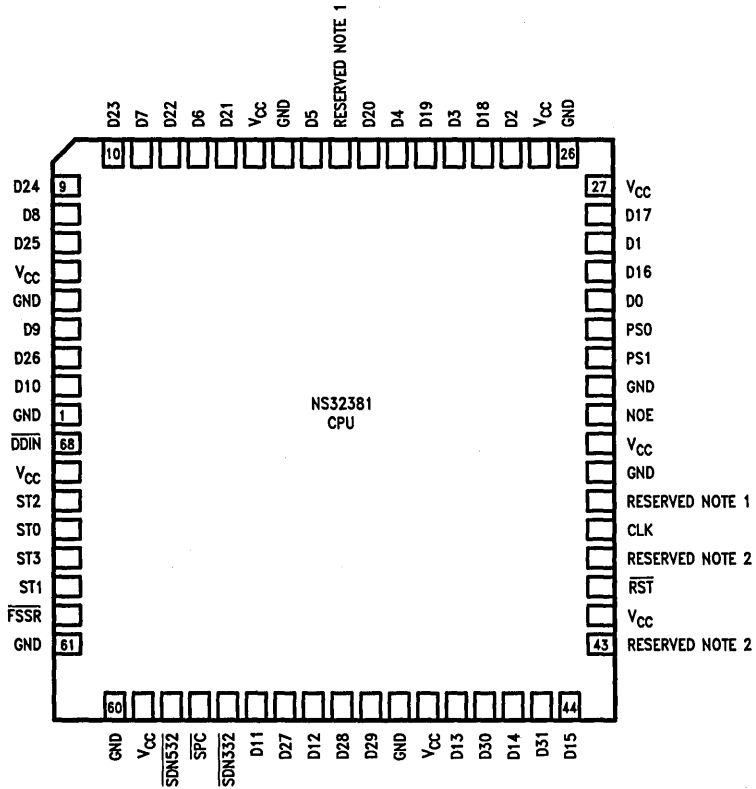 D23
D7
D22
D6
D21
VCC
GND
D5
RESERVED NOTE 1
D20
D4
D19
D3
D18
D2
VCC
GND
10
26
D24
9
27
VCC
D8
D17
D25
D1
VCC
D16
GND
D0
D9
PS0
D26
PS1
D10
GND
GND
1
NOE
DDIN
68
VCC
VCC
GND
ST2
RESERVED NOTE 1
ST0
CLK
ST3
RESERVED NOTE 2
ST1
RST
FSSR
VCC
GND
61
43
RESERVED NOTE 2
NS32381
CPU
60
44
GND
VCC
SDN532
SPC
SDN332
D11
D27
D12
D28
D29
GND
VCC
D13
D30
D14
D31
D15